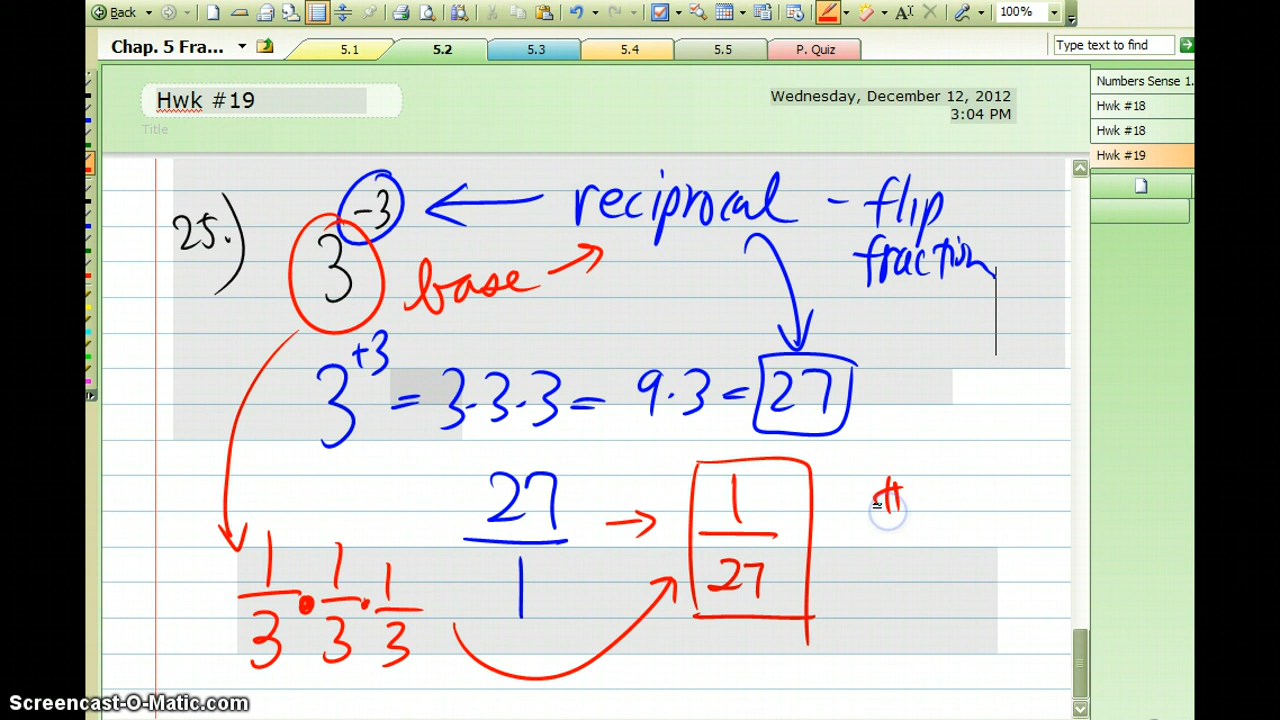 Back 100%
Chap. 5 Fra... 5.1 5.2 5.3 5.4 5.5 P. Quiz Type text to find
Hwk #19
Title
Wednesday, December 12, 2012
3:04 PM
Numbers Sense 1.
Hwk #18
Hwk #18
Hwk #19
25.) 3^-3 ← reciprocal - flip
fraction
base →
3^+3 = 3·3·3 = 9·3 = 27
27/1 → 1/27
1/3 · 1/3 · 1/3
Screencast-O-Matic.com